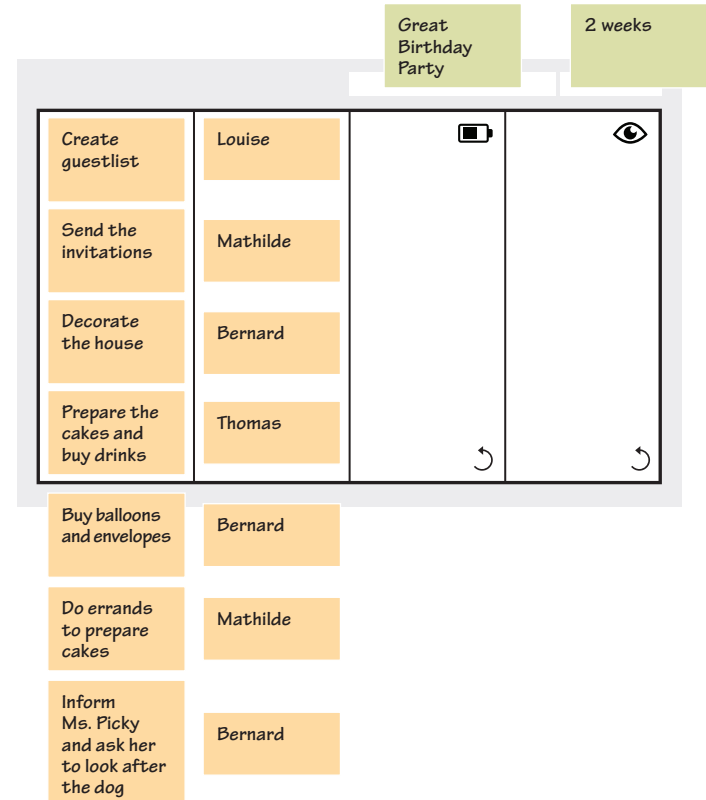 Great
Birthday
Party
2 weeks
Create
guestlist
Louise
Send the
invitations
Mathilde
Decorate
the house
Bernard
Prepare the
cakes and
buy drinks
Thomas
Buy balloons
and envelopes
Bernard
Do errands
to prepare
cakes
Mathilde
Inform
Ms. Picky
and ask her
to look after
the dog
Bernard